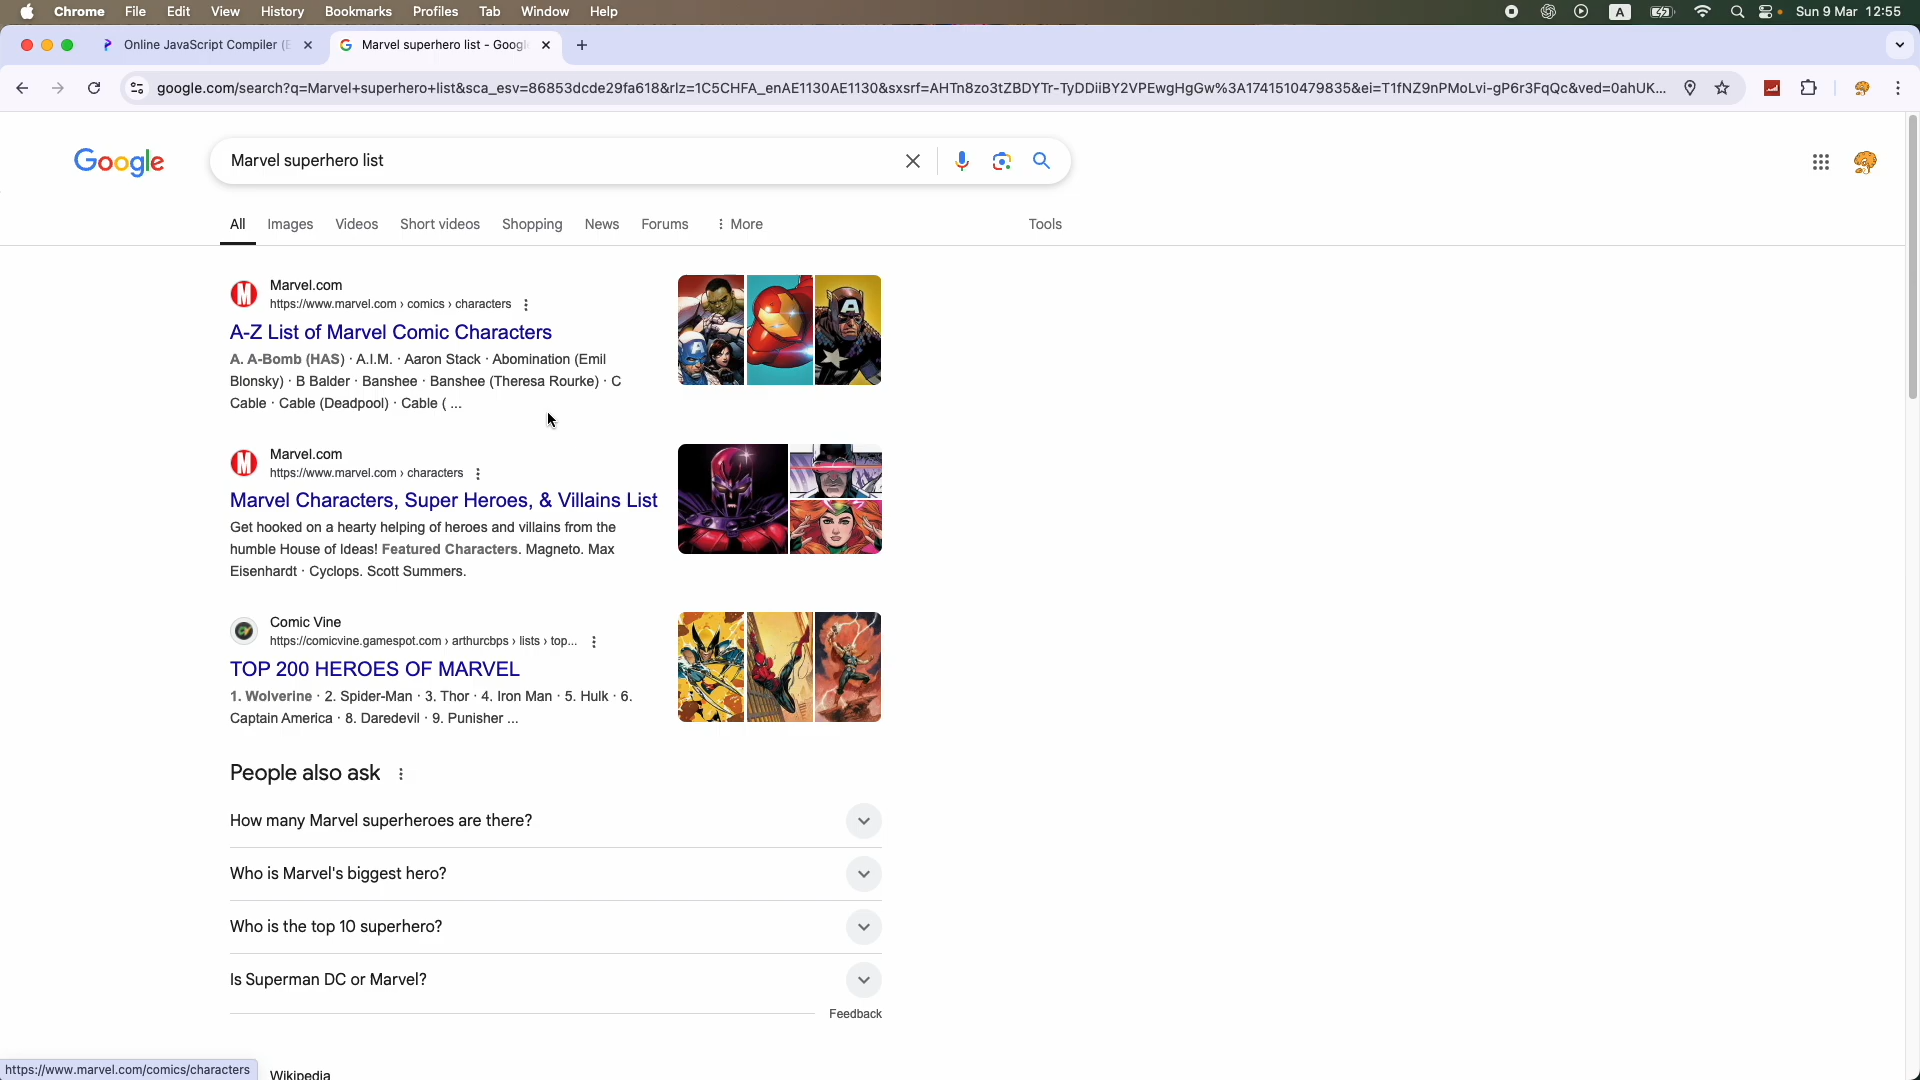 Chrome File Edit View History Bookmarks Profiles Tab Window Help A Sun 9 Mar 12:55
Online JavaScript Compiler (E Marvel superhero list - Googl
google.com/search?q=Marvel+superhero+list&sca_esv=86853dcde29fa618&rlz=1C5CHFA_enAE1130AE1130&sxsrf=AHTn8zo3tZBDYTr-TyDDiiBY2VPEwgHgGw%3A1741510479835&ei=T1fNZ9nPMoLvi-gP6r3FqQc&ved=0ahUK...
Google Marvel superhero list
All Images Videos Short videos Shopping News Forums More Tools
Marvel.com
https://www.marvel.com › comics › characters
A-Z List of Marvel Comic Characters
A. A-Bomb (HAS) · A.I.M. · Aaron Stack · Abomination (Emil
Blonsky) · B Balder · Banshee · Banshee (Theresa Rourke) · C
Cable · Cable (Deadpool) · Cable ( ...
Marvel.com
https://www.marvel.com › characters
Marvel Characters, Super Heroes, & Villains List
Get hooked on a hearty helping of heroes and villains from the
humble House of Ideas! Featured Characters. Magneto. Max
Eisenhardt · Cyclops. Scott Summers.
Comic Vine
https://comicvine.gamespot.com › arthurcbps › lists › top...
TOP 200 HEROES OF MARVEL
1. Wolverine · 2. Spider-Man · 3. Thor · 4. Iron Man · 5. Hulk · 6.
Captain America · 8. Daredevil · 9. Punisher ...
People also ask
How many Marvel superheroes are there?
Who is Marvel's biggest hero?
Who is the top 10 superhero?
Is Superman DC or Marvel?
Feedback
https://www.marvel.com/comics/characters
Wikipedia